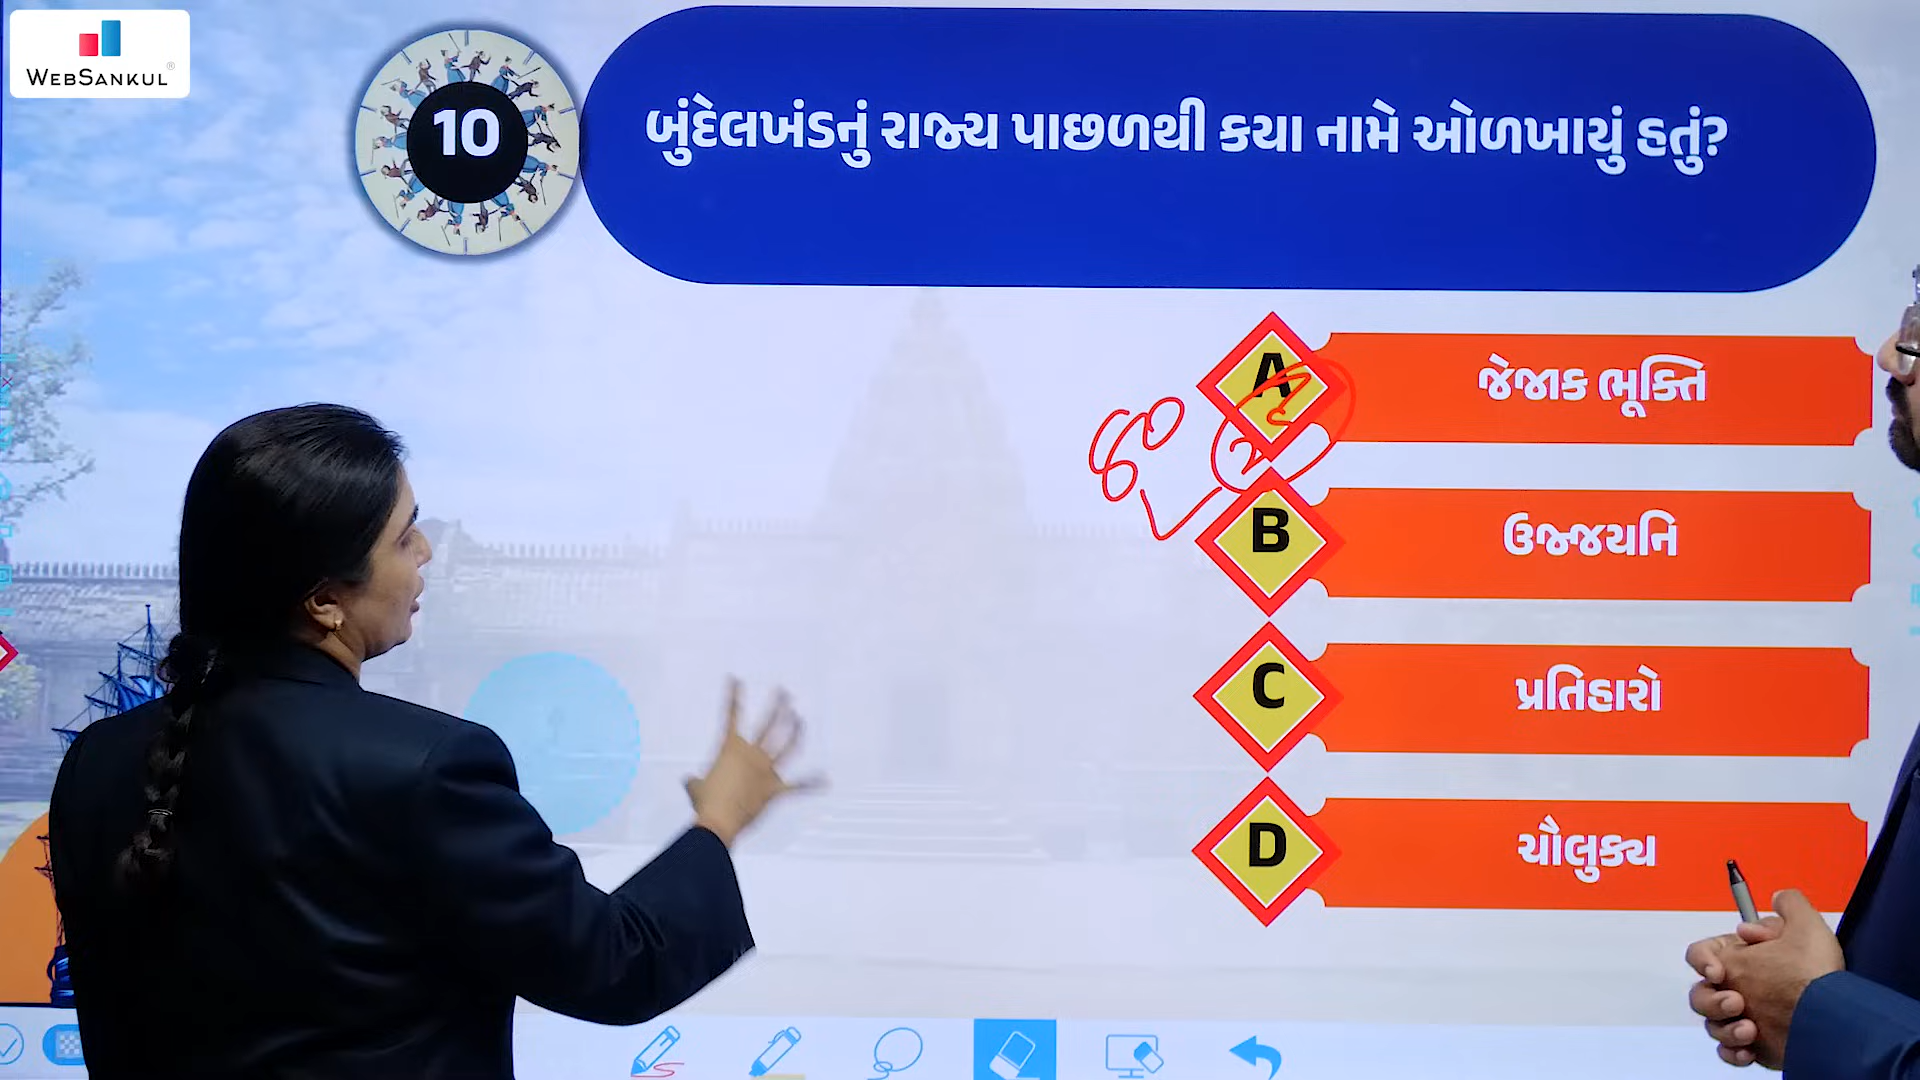 WEBSANKUL
10
બુંદેલખંડનું રાજ્ય પાછળથી કયા નામે ઓળખાયું હતું?
A
જેજાક ભૂક્તિ
B
ઉજ્જયનિ
C
પ્રતિહારો
D
ચૌલુક્ય